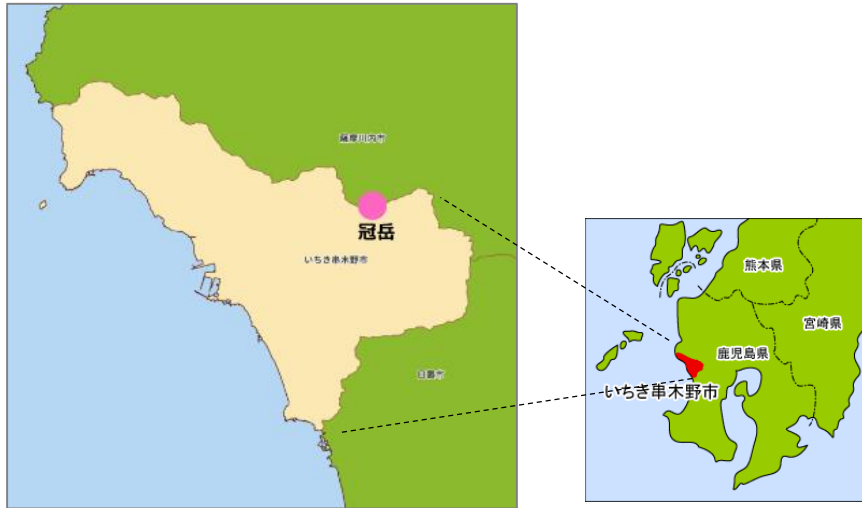 薩摩川内市
冠岳
いちき串木野市
日置市
熊本県
宮崎県
鹿児島県
いちき串木野市